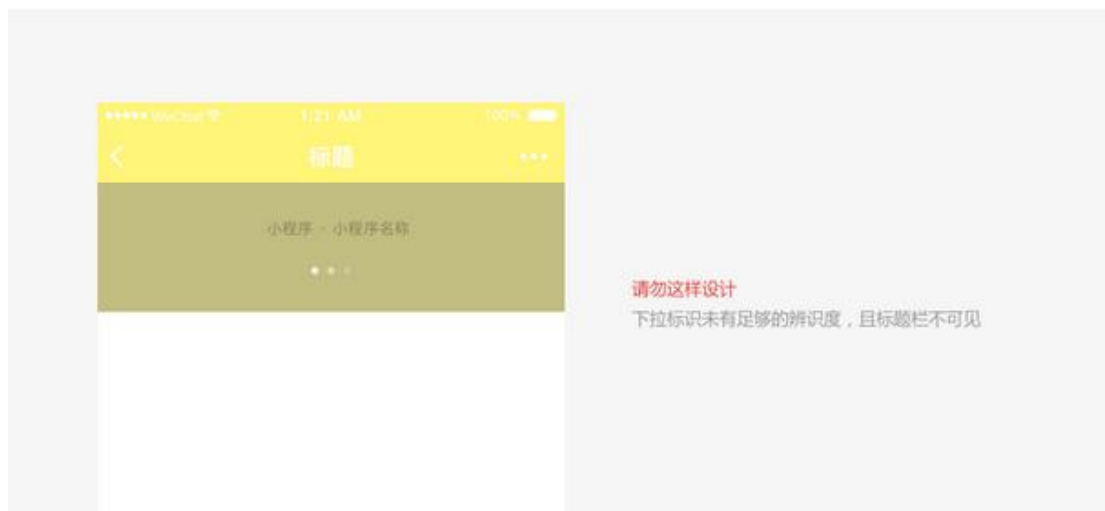 WeChat 1:21 AM 100%
标题
小程序 · 小程序名称
请勿这样设计
下拉标识未有足够的辨识度，且标题栏不可见